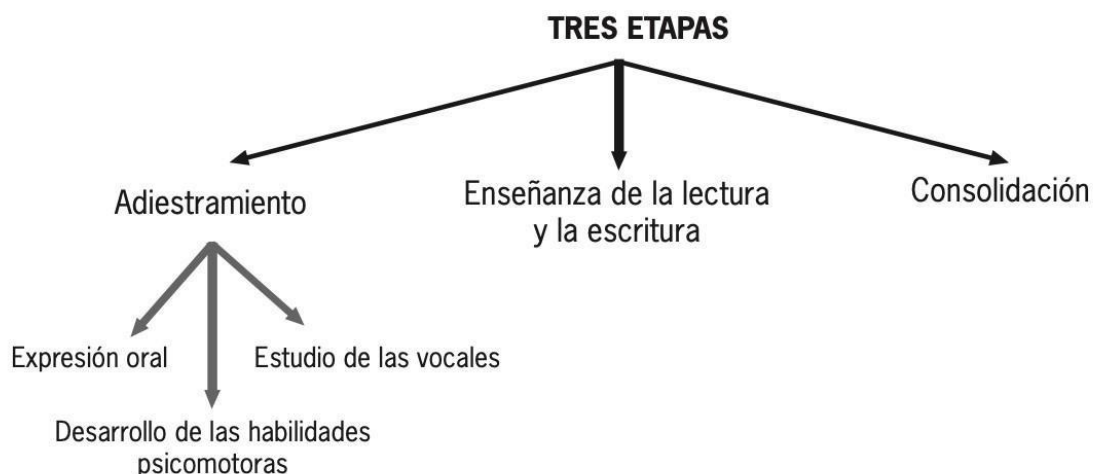 TRES ETAPAS
Adiestramiento
Enseñanza de la lectura
y la escritura
Consolidación
Expresión oral
Estudio de las vocales
Desarrollo de las habilidades
psicomotoras